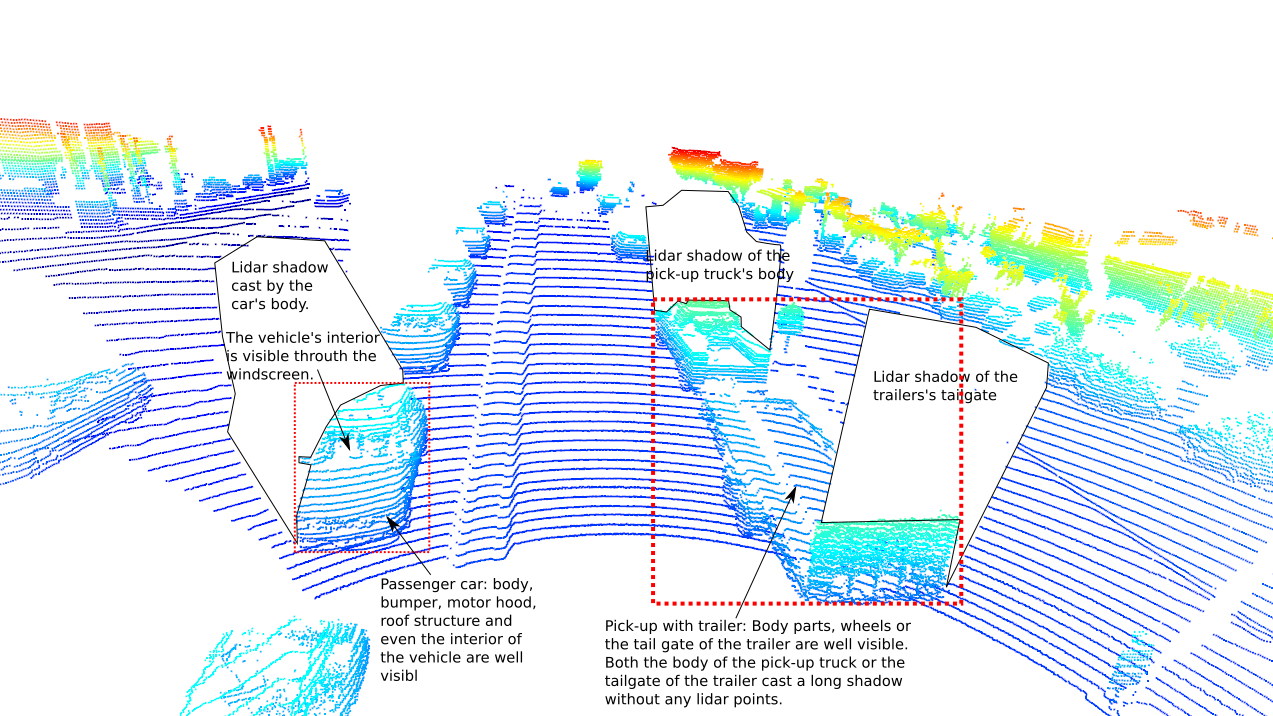 Lidar shadow
cast by the
car's body.
The vehicle's interior
is visible throuth the
windscreen.
Lidar shadow of the
pick-up truck's body
Lidar shadow of the
trailers's tailgate
Passenger car: body,
bumper, motor hood,
roof structure and
even the interior of
the vehicle are well
visibl
Pick-up with trailer: Body parts, wheels or
the tail gate of the trailer are well visible.
Both the body of the pick-up truck or the
tailgate of the trailer cast a long shadow
without any lidar points.